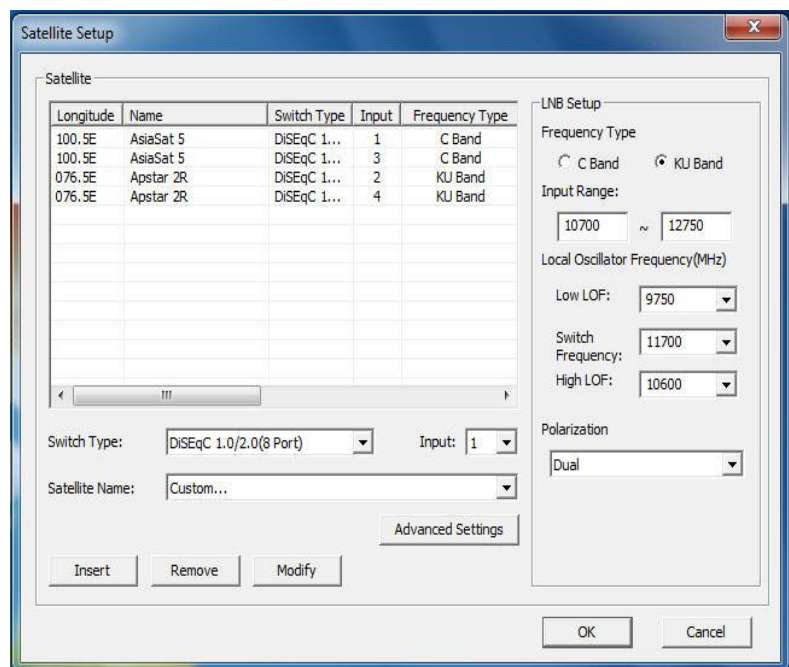 Satellite Setup
Satellite
Longitude Name Switch Type Input Frequency Type
100.5E AsiaSat 5 DiSEqC 1... 1 C Band
100.5E AsiaSat 5 DiSEqC 1... 3 C Band
076.5E Apstar 2R DiSEqC 1... 2 KU Band
076.5E Apstar 2R DiSEqC 1... 4 KU Band
Switch Type: DiSEqC 1.0/2.0(8 Port) Input: 1
Satellite Name: Custom...
Advanced Settings
Insert Remove Modify
LNB Setup
Frequency Type
C Band KU Band
Input Range:
10700 ~ 12750
Local Oscillator Frequency(MHz)
Low LOF: 9750
Switch
Frequency: 11700
High LOF: 10600
Polarization
Dual
OK Cancel